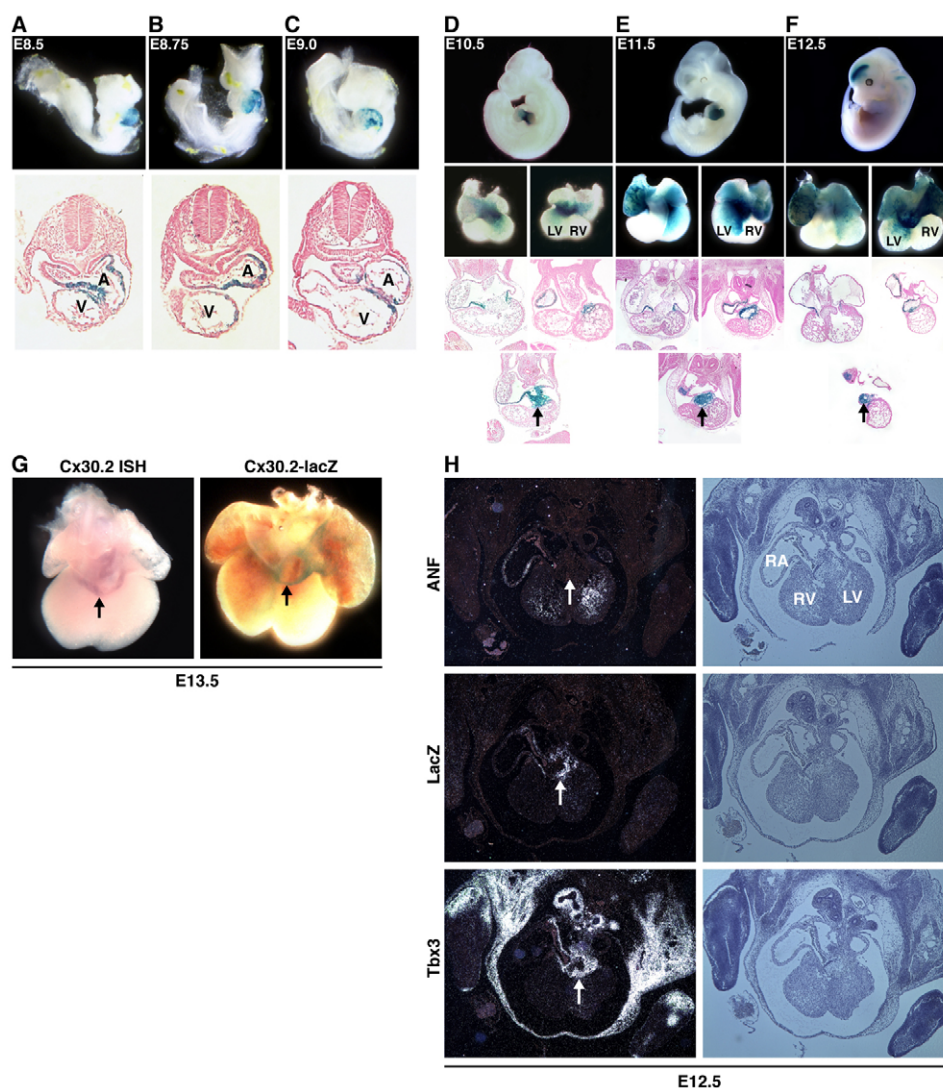 A B C D E F
E8.5 E8.75 E9.0 E10.5 E11.5 E12.5
LV RV LV RV LV RV
A A A
V V V
G H
Cx30.2 ISH Cx30.2-lacZ
ANF
RA
RV LV
E13.5
LacZ
Tbx3
E12.5